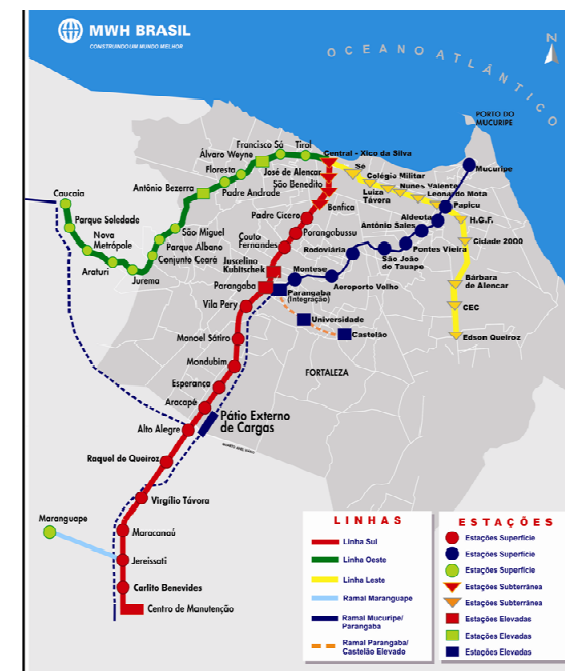 MWH BRASIL
CONSTRUINDO UM MUNDO MELHOR
OCEANO ATLÂNTICO
N
PORTO DO
MUCURIPE
Mucuripe
Francisco Sá
Tirol
Central - Xico da Silva
Álvaro Weyne
José de Alencar
Sé
Colégio Militar
Floresta
São Benedito
Luiza
Távora
Nunes Valente
Leonardo Mota
Antônio Bezerra
Padre Andrade
Benfica
Papicu
Caucaia
Padre Cícero
Aldeota
H.G.F.
Parque Soledade
São Miguel
Couto
Fernandes
Porangabussu
Antônio Sales
Nova
Metrópole
Parque Albano
Rodoviária
Pontes Vieira
Cidade 2000
Conjunto Ceará
Juscelino
Kubitschek
Montese
São João
do Tauape
Araturi
Jurema
Parangaba
Parangaba
(Integração)
Aeroporto Velho
Bárbara
de Alencar
Vila Pery
Universidade
CEC
Manoel Sátiro
Castelão
Edson Queiroz
Mondubim
FORTALEZA
Esperança
Aracapé
Pátio Externo
de Cargas
Alto Alegre
Raquel de Queiroz
Virgílio Távora
Maranguape
Maracanaú
Jereissati
Carlito Benevides
Centro de Manutenção
LINHAS
Linha Sul
Linha Oeste
Linha Leste
Ramal Maranguape
Ramal Mucuripe/
Parangaba
Ramal Parangaba/
Castelão Elevado
ESTAÇÕES
Estações Superfície
Estações Superfície
Estações Superfície
Estações Subterrânea
Estações Subterrânea
Estações Elevadas
Estações Elevadas
Estações Elevadas